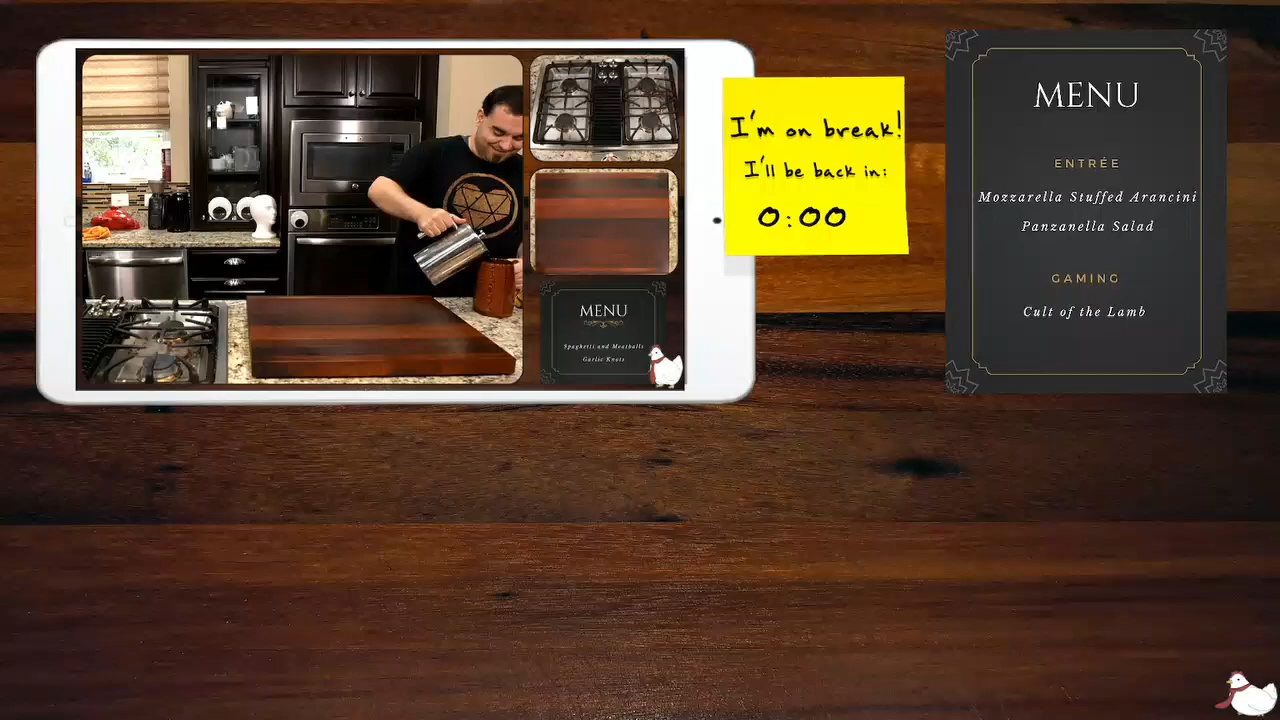 MENU
Spaghetti and Meatballs
Garlic Knots
I'm on break!
I'll be back in:
0:00
MENU
ENTRÉE
Mozzarella Stuffed Arancini
Panzanella Salad
GAMING
Cult of the Lamb